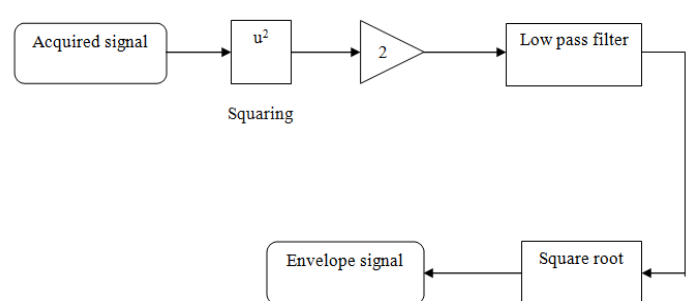 Acquired signal
u²
2
Low pass filter
Squaring
Envelope signal
Square root